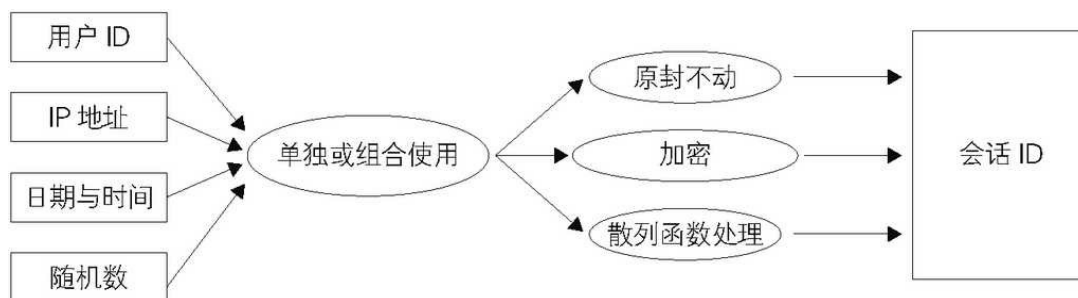 用户 ID
IP 地址
日期与时间
随机数
单独或组合使用
原封不动
加密
散列函数处理
会话 ID